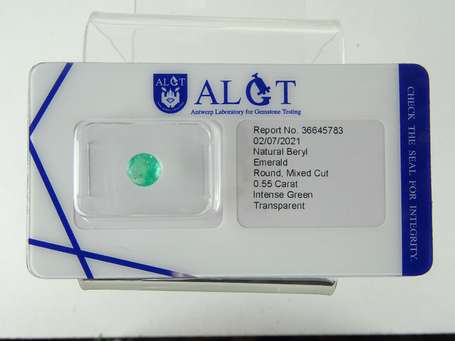 ALGT
ALGT
Antwerp Laboratory for Gemstone Testing
Report No. 36645783
02/07/2021
Natural Beryl
Emerald
Round, Mixed Cut
0.55 Carat
Intense Green
Transparent
CHECK THE SEAL FOR INTEGRITY.